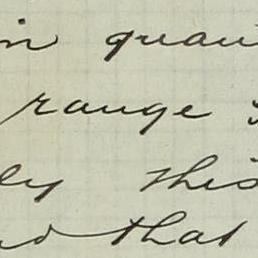 in quan
range
ly this
that